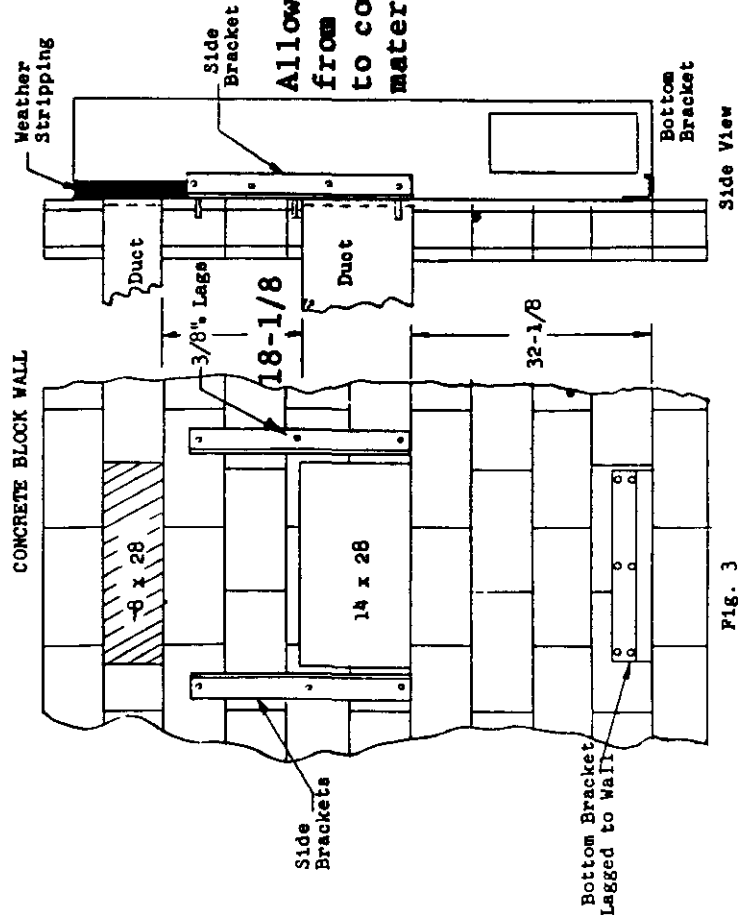 CONCRETE BLOCK WALL
Weather
Stripping
Side
Bracket
Allow
from
to co
mater
Duct
3/8". Lags
18-1/8
8 x 28
Duct
14 x 28
32-1/8
Side
Brackets
Bottom Bracket
Lagged to Wall
Bottom
Bracket
Side View
Fig. 3